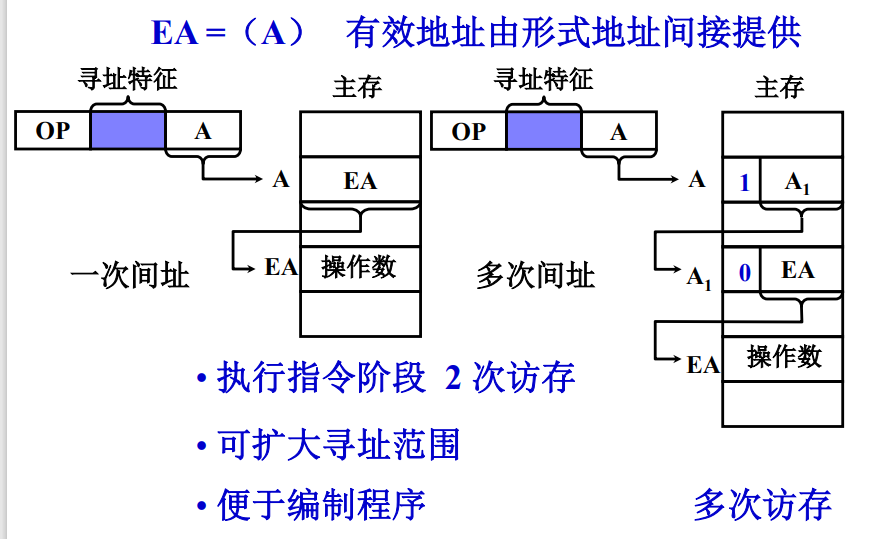 EA =（A） 有效地址由形式地址间接提供
寻址特征
主存
OP
A
A
EA
EA
操作数
一次间址
寻址特征
主存
OP
A
A
1
A₁
A₁
0
EA
EA
操作数
多次间址
• 执行指令阶段 2 次访存
• 可扩大寻址范围
• 便于编制程序
多次访存